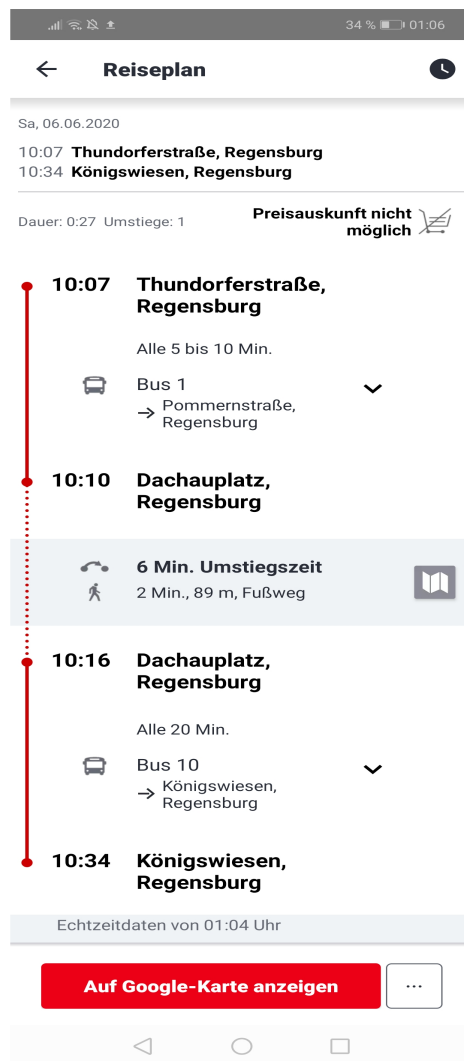 34 % 01:06
Reiseplan
Sa, 06.06.2020
10:07 Thundorferstraße, Regensburg
10:34 Königswiesen, Regensburg
Dauer: 0:27 Umstiege: 1
Preisauskunft nicht
möglich
10:07 Thundorferstraße,
Regensburg
Alle 5 bis 10 Min.
Bus 1
→ Pommernstraße,
Regensburg
10:10 Dachauplatz,
Regensburg
6 Min. Umstiegszeit
2 Min., 89 m, Fußweg
10:16 Dachauplatz,
Regensburg
Alle 20 Min.
Bus 10
→ Königswiesen,
Regensburg
10:34 Königswiesen,
Regensburg
Echtzeitdaten von 01:04 Uhr
Auf Google-Karte anzeigen
...